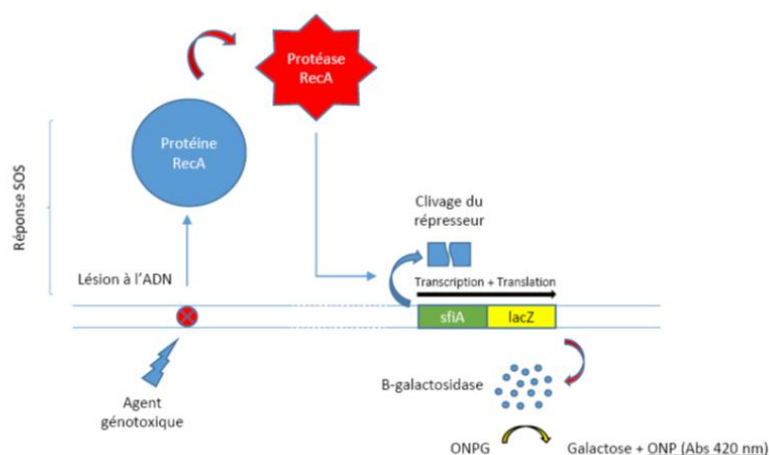 Protéase
RecA
Protéine
RecA
Réponse SOS
Clivage du
répresseur
Lésion à l'ADN
Transcription + Translation
sfiA
lacZ
B-galactosidase
Agent
génotoxique
ONPG
Galactose + ONP (Abs 420 nm)